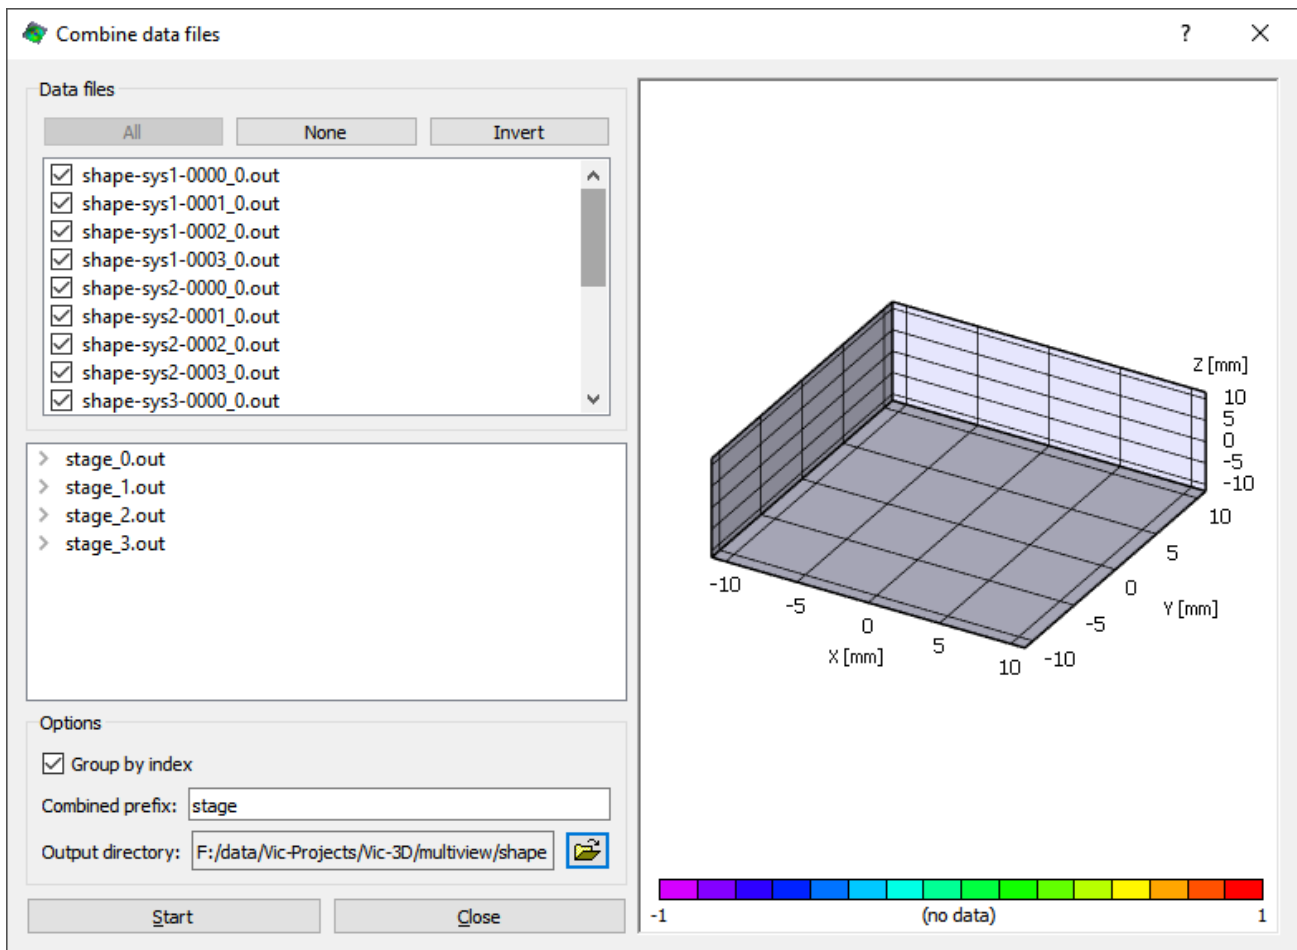 Combine data files
?
Data files
All None Invert
shape-sys1-0000_0.out
shape-sys1-0001_0.out
shape-sys1-0002_0.out
shape-sys1-0003_0.out
shape-sys2-0000_0.out
shape-sys2-0001_0.out
shape-sys2-0002_0.out
shape-sys2-0003_0.out
shape-sys3-0000_0.out
stage_0.out
stage_1.out
stage_2.out
stage_3.out
Options
Group by index
Combined prefix: stage
Output directory: F:/data/Vic-Projects/Vic-3D/multiview/shape
Start Close
Z [mm]
10
5
0
-5
-10
10
5
0
-5
-10
Y [mm]
-10
-5
0
5
10
X [mm]
-1 (no data) 1